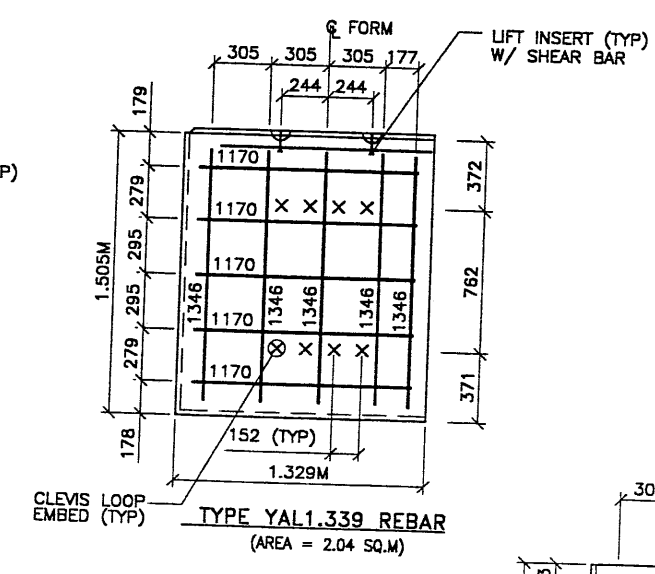 ℄ FORM
LIFT INSERT (TYP)
W/ SHEAR BAR
305 305 305 177
244 244
179
279
295
295
279
178
1.505M
P)
1170
1170
1170
1170
1170
1346 1346 1346 1346 1346
372
762
371
152 (TYP)
1.329M
CLEVIS LOOP
EMBED (TYP)
TYPE YAL1.339 REBAR
(AREA = 2.04 SQ.M)
30